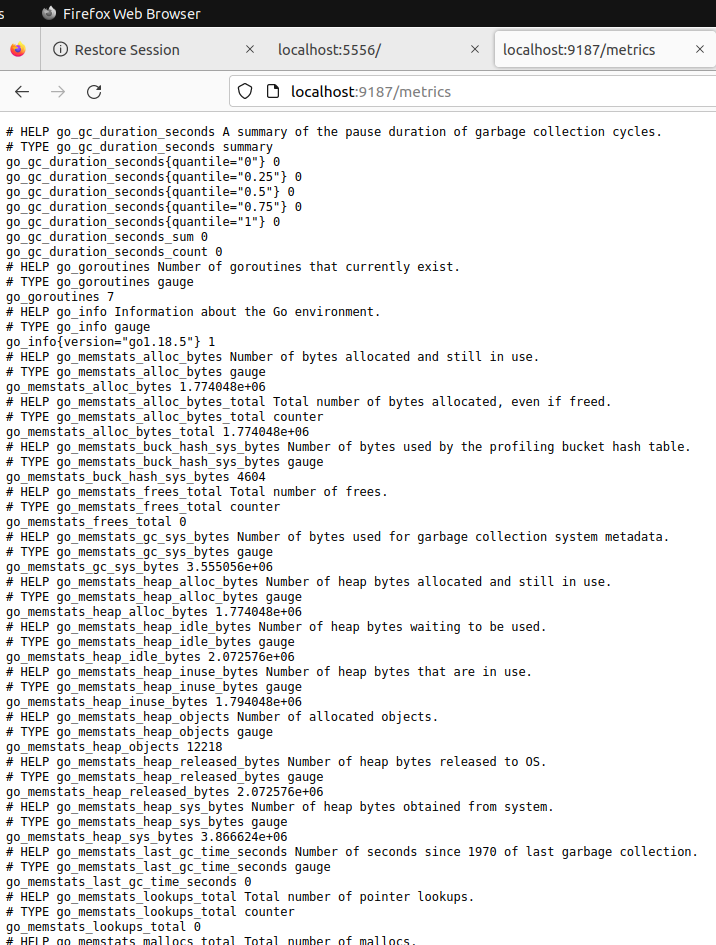 s
Firefox Web Browser
Restore Session
localhost:5556/
localhost:9187/metrics
localhost:9187/metrics
# HELP go_gc_duration_seconds A summary of the pause duration of garbage collection cycles.
# TYPE go_gc_duration_seconds summary
go_gc_duration_seconds{quantile="0"} 0
go_gc_duration_seconds{quantile="0.25"} 0
go_gc_duration_seconds{quantile="0.5"} 0
go_gc_duration_seconds{quantile="0.75"} 0
go_gc_duration_seconds{quantile="1"} 0
go_gc_duration_seconds_sum 0
go_gc_duration_seconds_count 0
# HELP go_goroutines Number of goroutines that currently exist.
# TYPE go_goroutines gauge
go_goroutines 7
# HELP go_info Information about the Go environment.
# TYPE go_info gauge
go_info{version="go1.18.5"} 1
# HELP go_memstats_alloc_bytes Number of bytes allocated and still in use.
# TYPE go_memstats_alloc_bytes gauge
go_memstats_alloc_bytes 1.774048e+06
# HELP go_memstats_alloc_bytes_total Total number of bytes allocated, even if freed.
# TYPE go_memstats_alloc_bytes_total counter
go_memstats_alloc_bytes_total 1.774048e+06
# HELP go_memstats_buck_hash_sys_bytes Number of bytes used by the profiling bucket hash table.
# TYPE go_memstats_buck_hash_sys_bytes gauge
go_memstats_buck_hash_sys_bytes 4604
# HELP go_memstats_frees_total Total number of frees.
# TYPE go_memstats_frees_total counter
go_memstats_frees_total 0
# HELP go_memstats_gc_sys_bytes Number of bytes used for garbage collection system metadata.
# TYPE go_memstats_gc_sys_bytes gauge
go_memstats_gc_sys_bytes 3.555056e+06
# HELP go_memstats_heap_alloc_bytes Number of heap bytes allocated and still in use.
# TYPE go_memstats_heap_alloc_bytes gauge
go_memstats_heap_alloc_bytes 1.774048e+06
# HELP go_memstats_heap_idle_bytes Number of heap bytes waiting to be used.
# TYPE go_memstats_heap_idle_bytes gauge
go_memstats_heap_idle_bytes 2.072576e+06
# HELP go_memstats_heap_inuse_bytes Number of heap bytes that are in use.
# TYPE go_memstats_heap_inuse_bytes gauge
go_memstats_heap_inuse_bytes 1.794048e+06
# HELP go_memstats_heap_objects Number of allocated objects.
# TYPE go_memstats_heap_objects gauge
go_memstats_heap_objects 12218
# HELP go_memstats_heap_released_bytes Number of heap bytes released to OS.
# TYPE go_memstats_heap_released_bytes gauge
go_memstats_heap_released_bytes 2.072576e+06
# HELP go_memstats_heap_sys_bytes Number of heap bytes obtained from system.
# TYPE go_memstats_heap_sys_bytes gauge
go_memstats_heap_sys_bytes 3.866624e+06
# HELP go_memstats_last_gc_time_seconds Number of seconds since 1970 of last garbage collection.
# TYPE go_memstats_last_gc_time_seconds gauge
go_memstats_last_gc_time_seconds 0
# HELP go_memstats_lookups_total Total number of pointer lookups.
# TYPE go_memstats_lookups_total counter
go_memstats_lookups_total 0
# HELP go_memstats_mallocs_total Total number of mallocs.